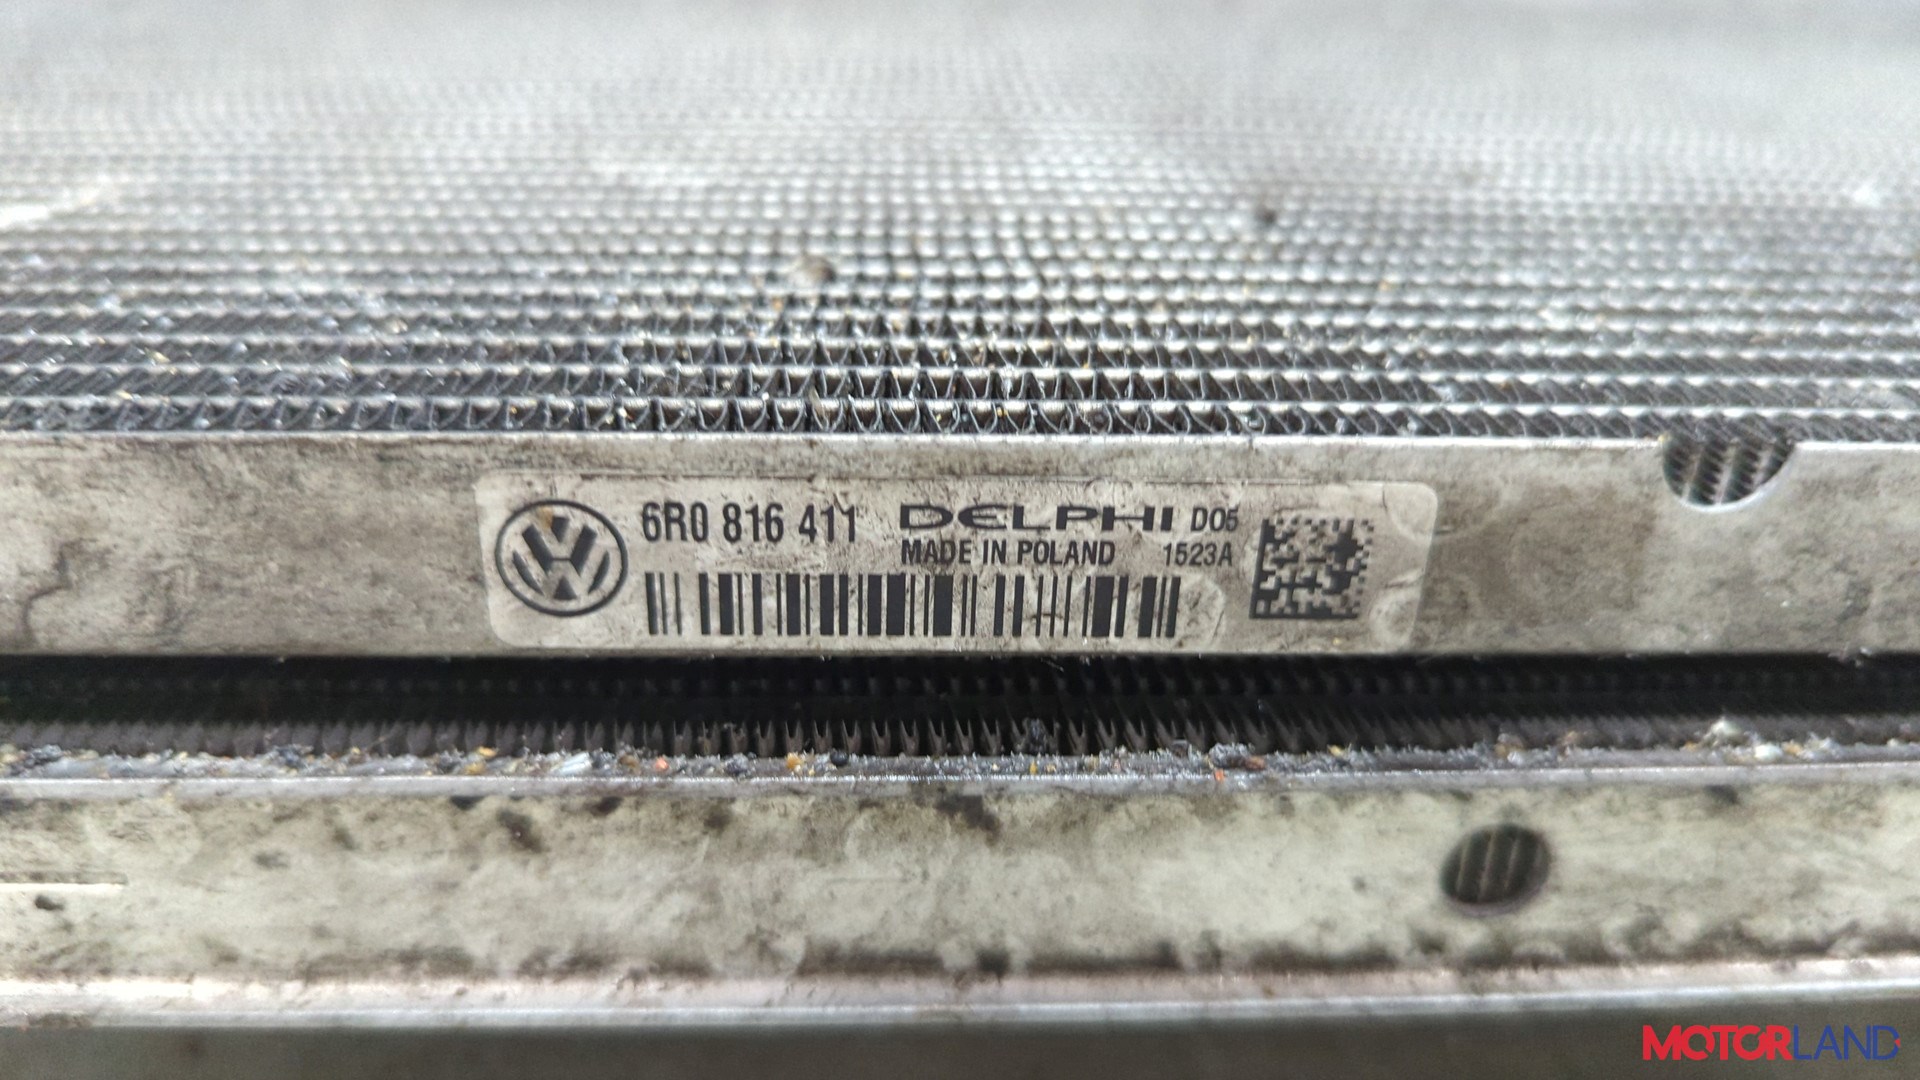 6R0 816 411 DELPHI D05
MADE IN POLAND 1523A
MOTORLAND